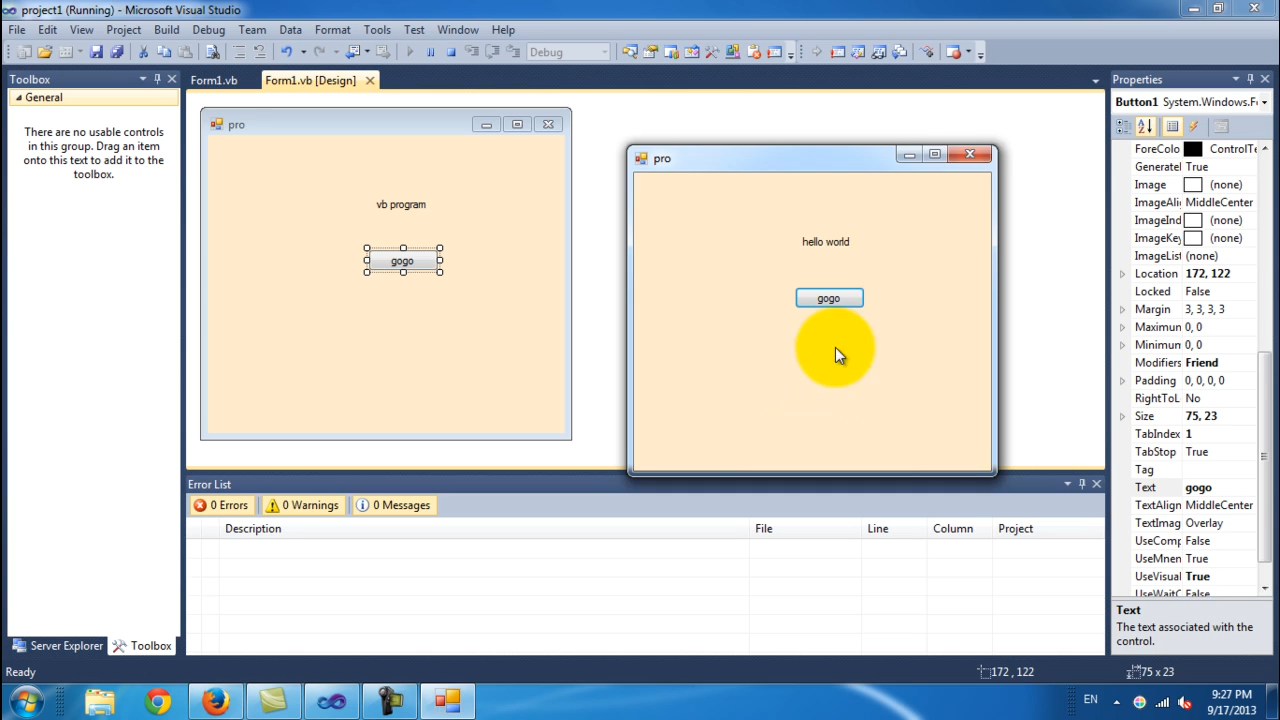 project1 (Running) - Microsoft Visual Studio
File Edit View Project Build Debug Team Data Format Tools Test Window Help
Debug
Toolbox
General
There are no usable controls
in this group. Drag an item
onto this text to add it to the
toolbox.
Server Explorer Toolbox
Form1.vb Form1.vb [Design]
pro
vb program
gogo
pro
hello world
gogo
Error List
0 Errors 0 Warnings 0 Messages
Description File Line Column Project
Properties
Button1 System.Windows.Fo
ForeColo ControlTe
Generatel True
Image (none)
ImageAli MiddleCenter
ImageInd (none)
ImageKey (none)
ImageList (none)
Location 172, 122
Locked False
Margin 3, 3, 3, 3
Maximun 0, 0
Minimum 0, 0
Modifiers Friend
Padding 0, 0, 0, 0
RightToL No
Size 75, 23
TabIndex 1
TabStop True
Tag
Text gogo
TextAlign MiddleCenter
TextImag Overlay
UseComp False
UseMnem True
UseVisual True
UseWaitC False
Text
The text associated with the
control.
Ready 172 , 122 75 x 23
EN 9:27 PM
9/17/2013